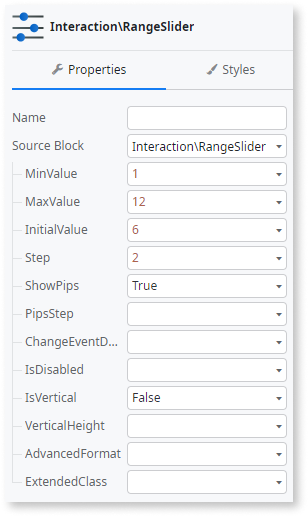 Interaction\RangeSlider
Properties Styles
Name
Source Block Interaction\RangeSlider
MinValue 1
MaxValue 12
InitialValue 6
Step 2
ShowPips True
PipsStep
ChangeEventD...
IsDisabled
IsVertical False
VerticalHeight
AdvancedFormat
ExtendedClass